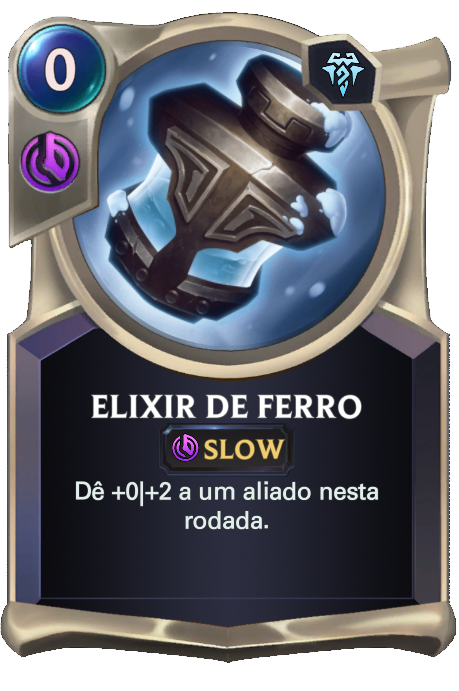 0
ELIXIR DE FERRO
SLOW
Dê +0|+2 a um aliado nesta
rodada.